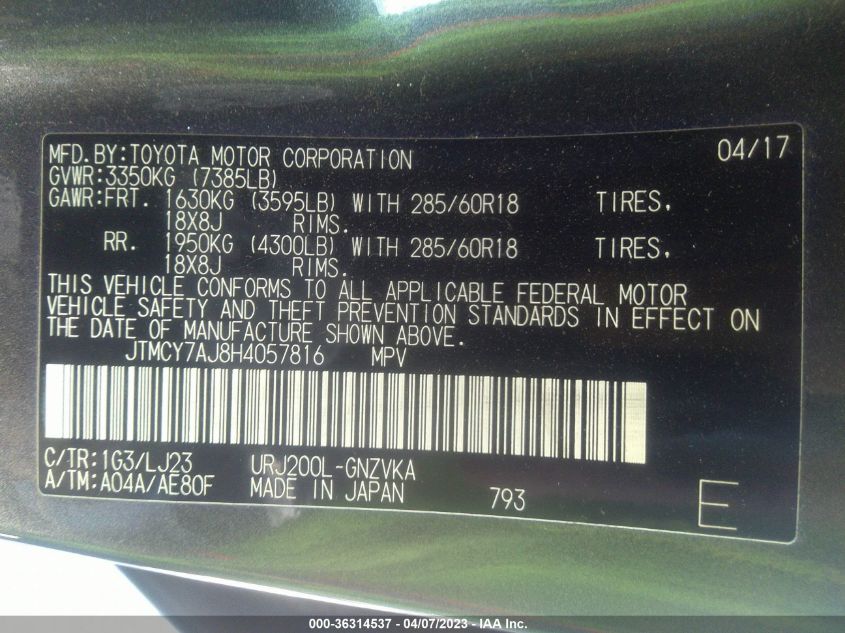 MFD.BY:TOYOTA MOTOR CORPORATION 04/17
GVWR:3350KG (7385LB)
GAWR:FRT. 1630KG (3595LB) WITH 285/60R18 TIRES,
18X8J RIMS.
RR. 1950KG (4300LB) WITH 285/60R18 TIRES,
18X8J RIMS.
THIS VEHICLE CONFORMS TO ALL APPLICABLE FEDERAL MOTOR
VEHICLE SAFETY AND THEFT PREVENTION STANDARDS IN EFFECT ON
THE DATE OF MANUFACTURE SHOWN ABOVE.
JTMCY7AJ8H4057816 MPV
C/TR:1G3/LJ23 URJ200L-GNZVKA
A/TM:A04A/AE80F MADE IN JAPAN 793 E
000-36314537 - 04/07/2023 - IAA Inc.